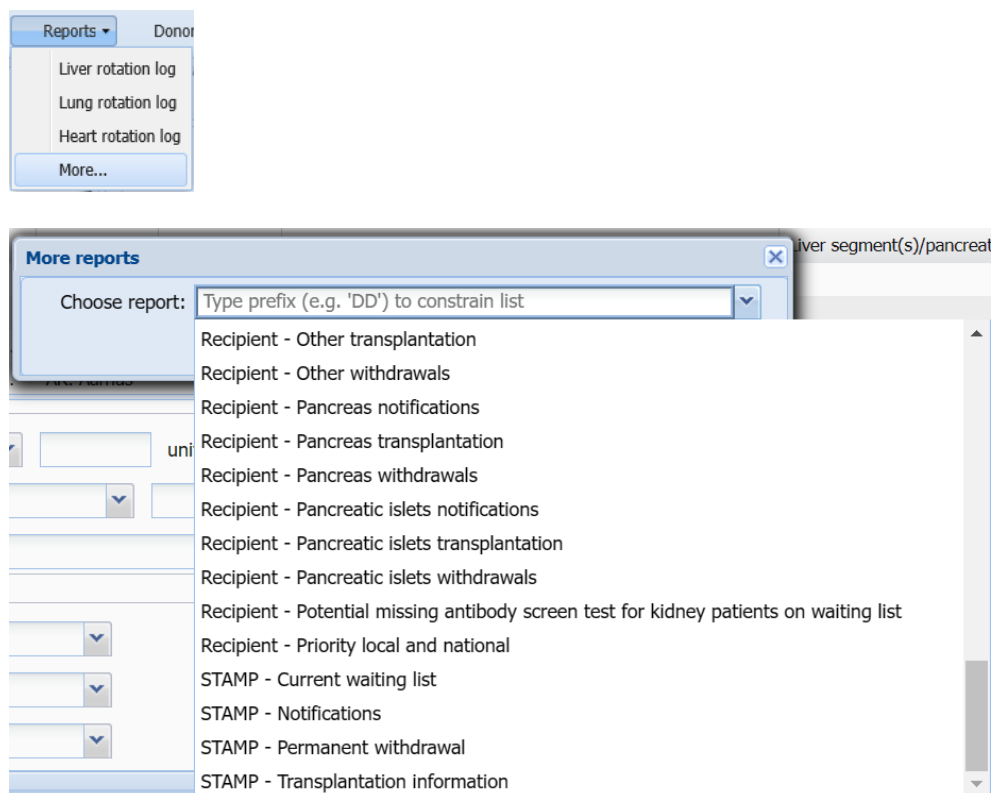 Reports
Liver rotation log
Lung rotation log
Heart rotation log
More...
More reports
Choose report: Type prefix (e.g. 'DD') to constrain list
Recipient - Other transplantation
Recipient - Other withdrawals
Recipient - Pancreas notifications
Recipient - Pancreas transplantation
Recipient - Pancreas withdrawals
Recipient - Pancreatic islets notifications
Recipient - Pancreatic islets transplantation
Recipient - Pancreatic islets withdrawals
Recipient - Potential missing antibody screen test for kidney patients on waiting list
Recipient - Priority local and national
STAMP - Current waiting list
STAMP - Notifications
STAMP - Permanent withdrawal
STAMP - Transplantation information